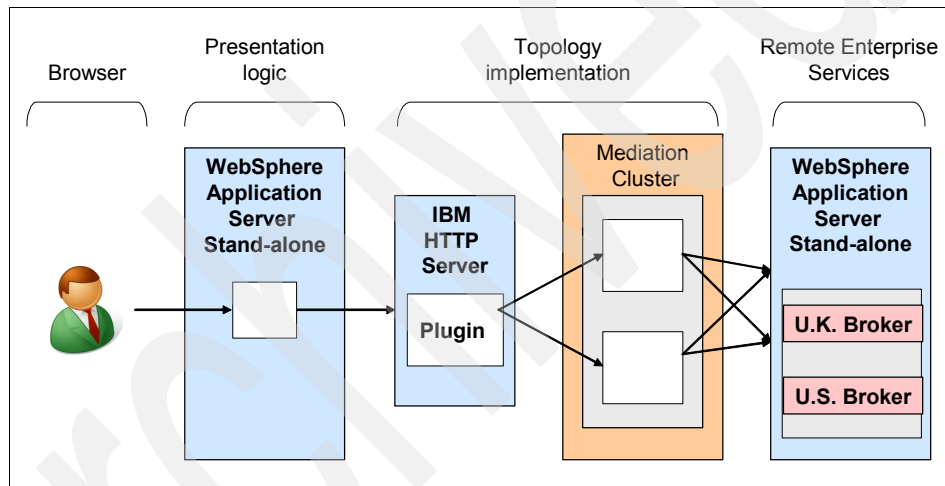 Browser
Presentation
logic
Topology
implementation
Remote Enterprise
Services
WebSphere
Application
Server
Stand-alone
IBM
HTTP
Server
Plugin
Mediation
Cluster
WebSphere
Application
Server
Stand-alone
U.K. Broker
U.S. Broker